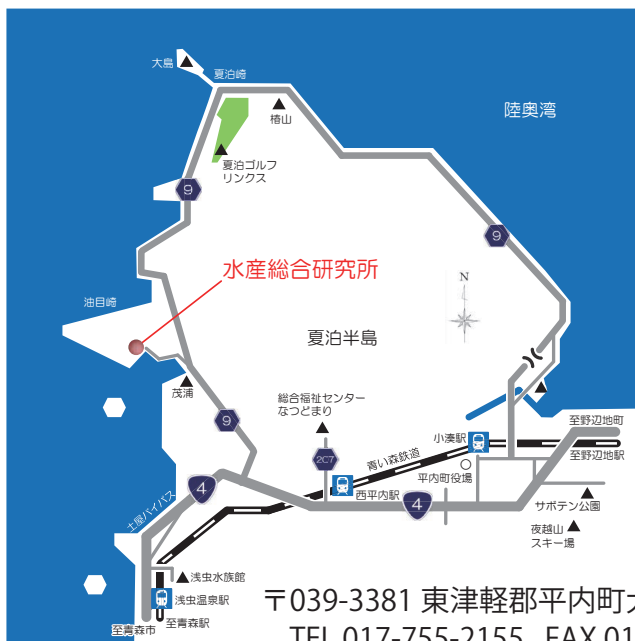 大島
夏泊崎
陸奥湾
椿山
夏泊ゴルフ
リンクス
9
9
水産総合研究所
N
油目崎
夏泊半島
茂浦
総合福祉センター
なつどまり
9
2C7
青い森鉄道
小湊駅
至野辺地町
至野辺地駅
平内町役場
西平内駅
4
4
土屋バイパス
サボテン公園
夜越山
スキー場
浅虫水族館
浅虫温泉駅
至青森市
至青森駅
〒039-3381 東津軽郡平内町
TEL 017-755-2155 FAX 01